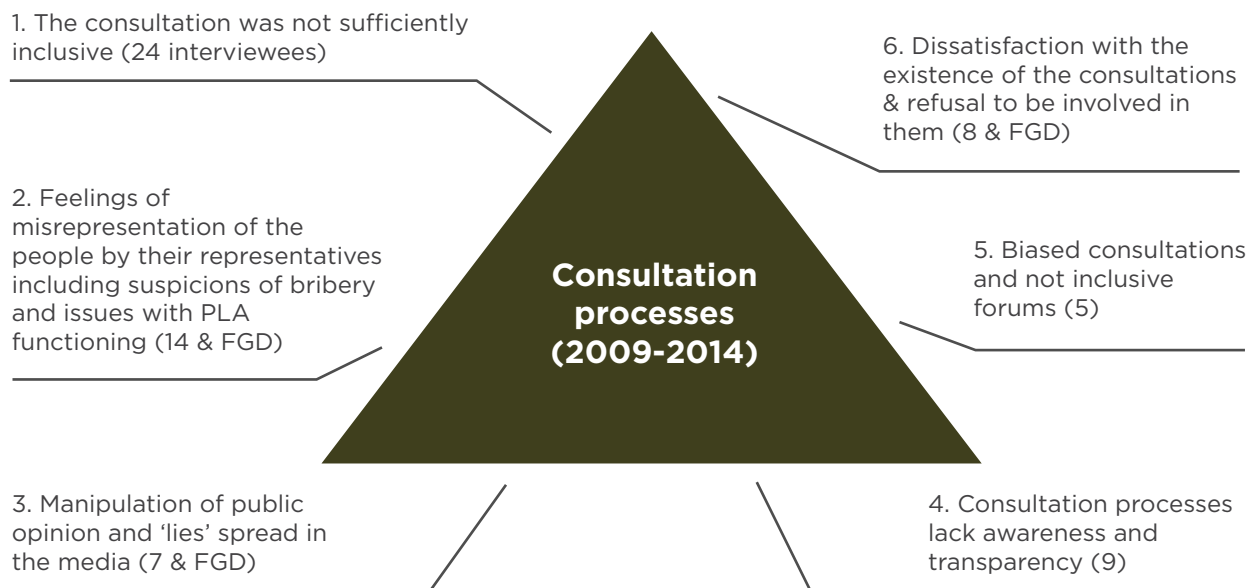 1. The consultation was not sufficiently
inclusive (24 interviewees)
2. Feelings of
misrepresentation of the
people by their representatives
including suspicions of bribery
and issues with PLA
functioning (14 & FGD)
3. Manipulation of public
opinion and ‘lies’ spread in
the media (7 & FGD)
Consultation
processes
(2009-2014)
4. Consultation processes
lack awareness and
transparency (9)
5. Biased consultations
and not inclusive
forums (5)
6. Dissatisfaction with the
existence of the consultations
& refusal to be involved in
them (8 & FGD)